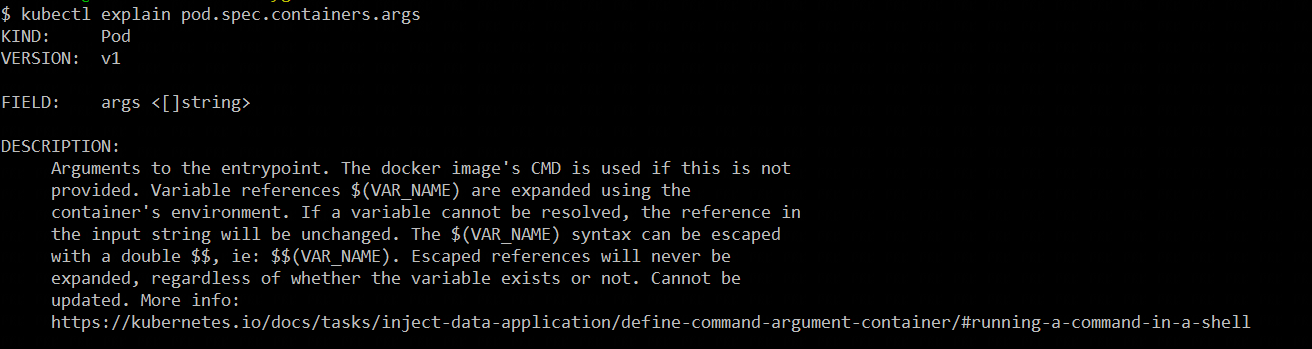 $ kubectl explain pod.spec.containers.args
KIND:     Pod
VERSION:  v1
FIELD:    args <[]string>
DESCRIPTION:
     Arguments to the entrypoint. The docker image's CMD is used if this is not
     provided. Variable references $(VAR_NAME) are expanded using the
     container's environment. If a variable cannot be resolved, the reference in
     the input string will be unchanged. The $(VAR_NAME) syntax can be escaped
     with a double $$, ie: $$(VAR_NAME). Escaped references will never be
     expanded, regardless of whether the variable exists or not. Cannot be
     updated. More info:
     https://kubernetes.io/docs/tasks/inject-data-application/define-command-argument-container/#running-a-command-in-a-shell